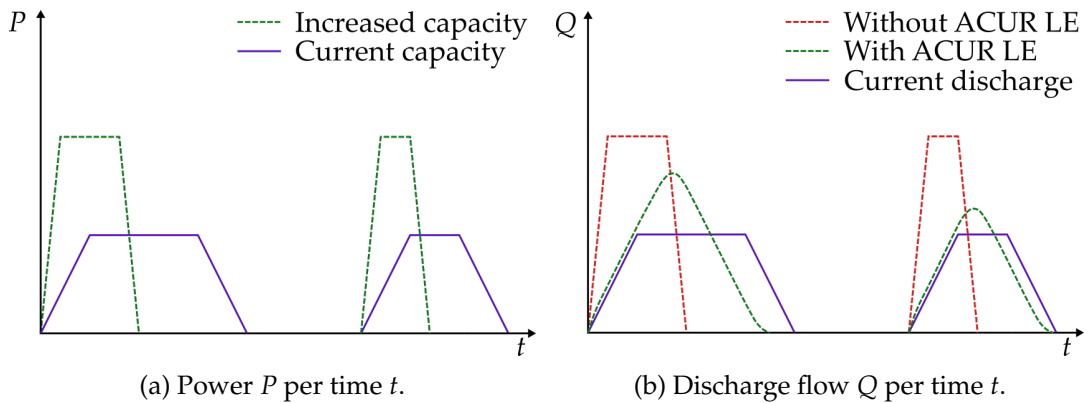 P
Increased capacity
Current capacity
t
(a) Power P per time t.
Q
Without ACUR LE
With ACUR LE
Current discharge
t
(b) Discharge flow Q per time t.